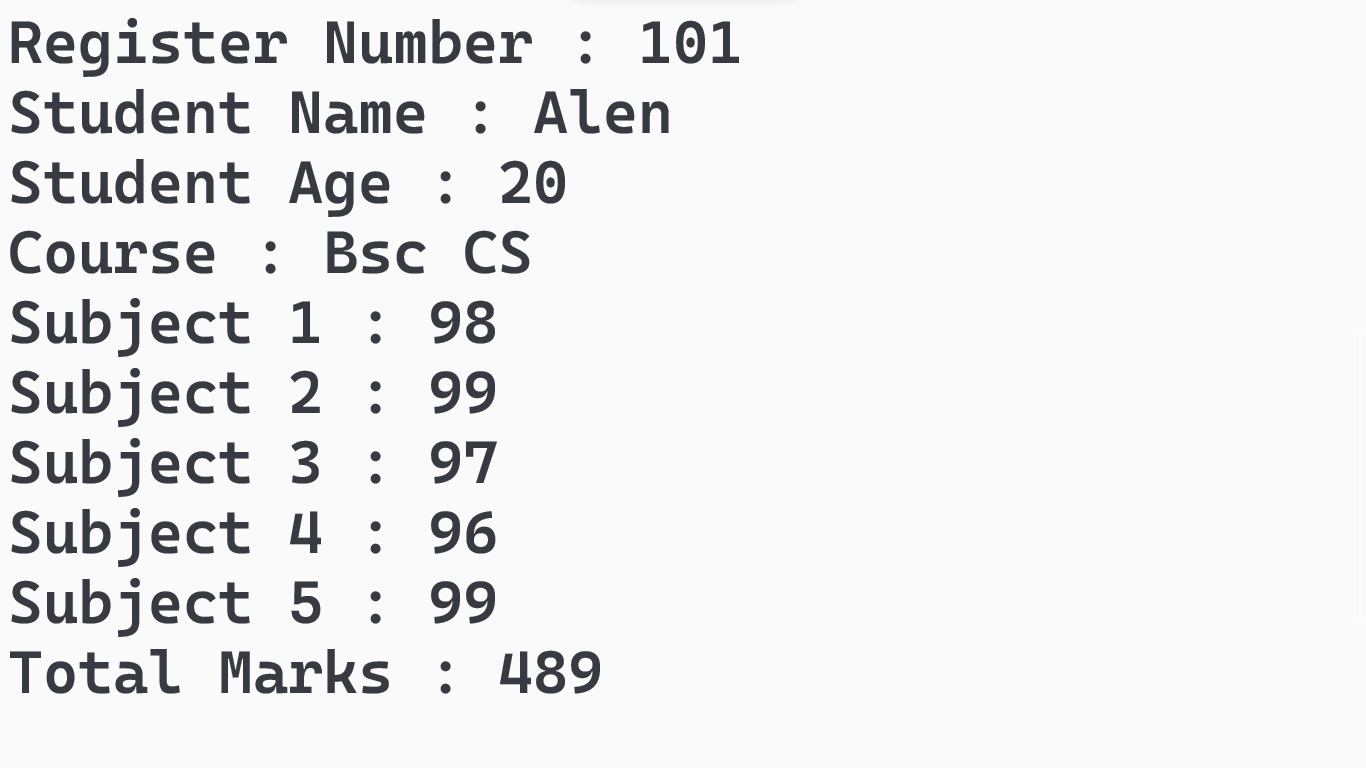 Register Number : 101
Student Name : Alen
Student Age : 20
Course : Bsc CS
Subject 1 : 98
Subject 2 : 99
Subject 3 : 97
Subject 4 : 96
Subject 5 : 99
Total Marks : 489